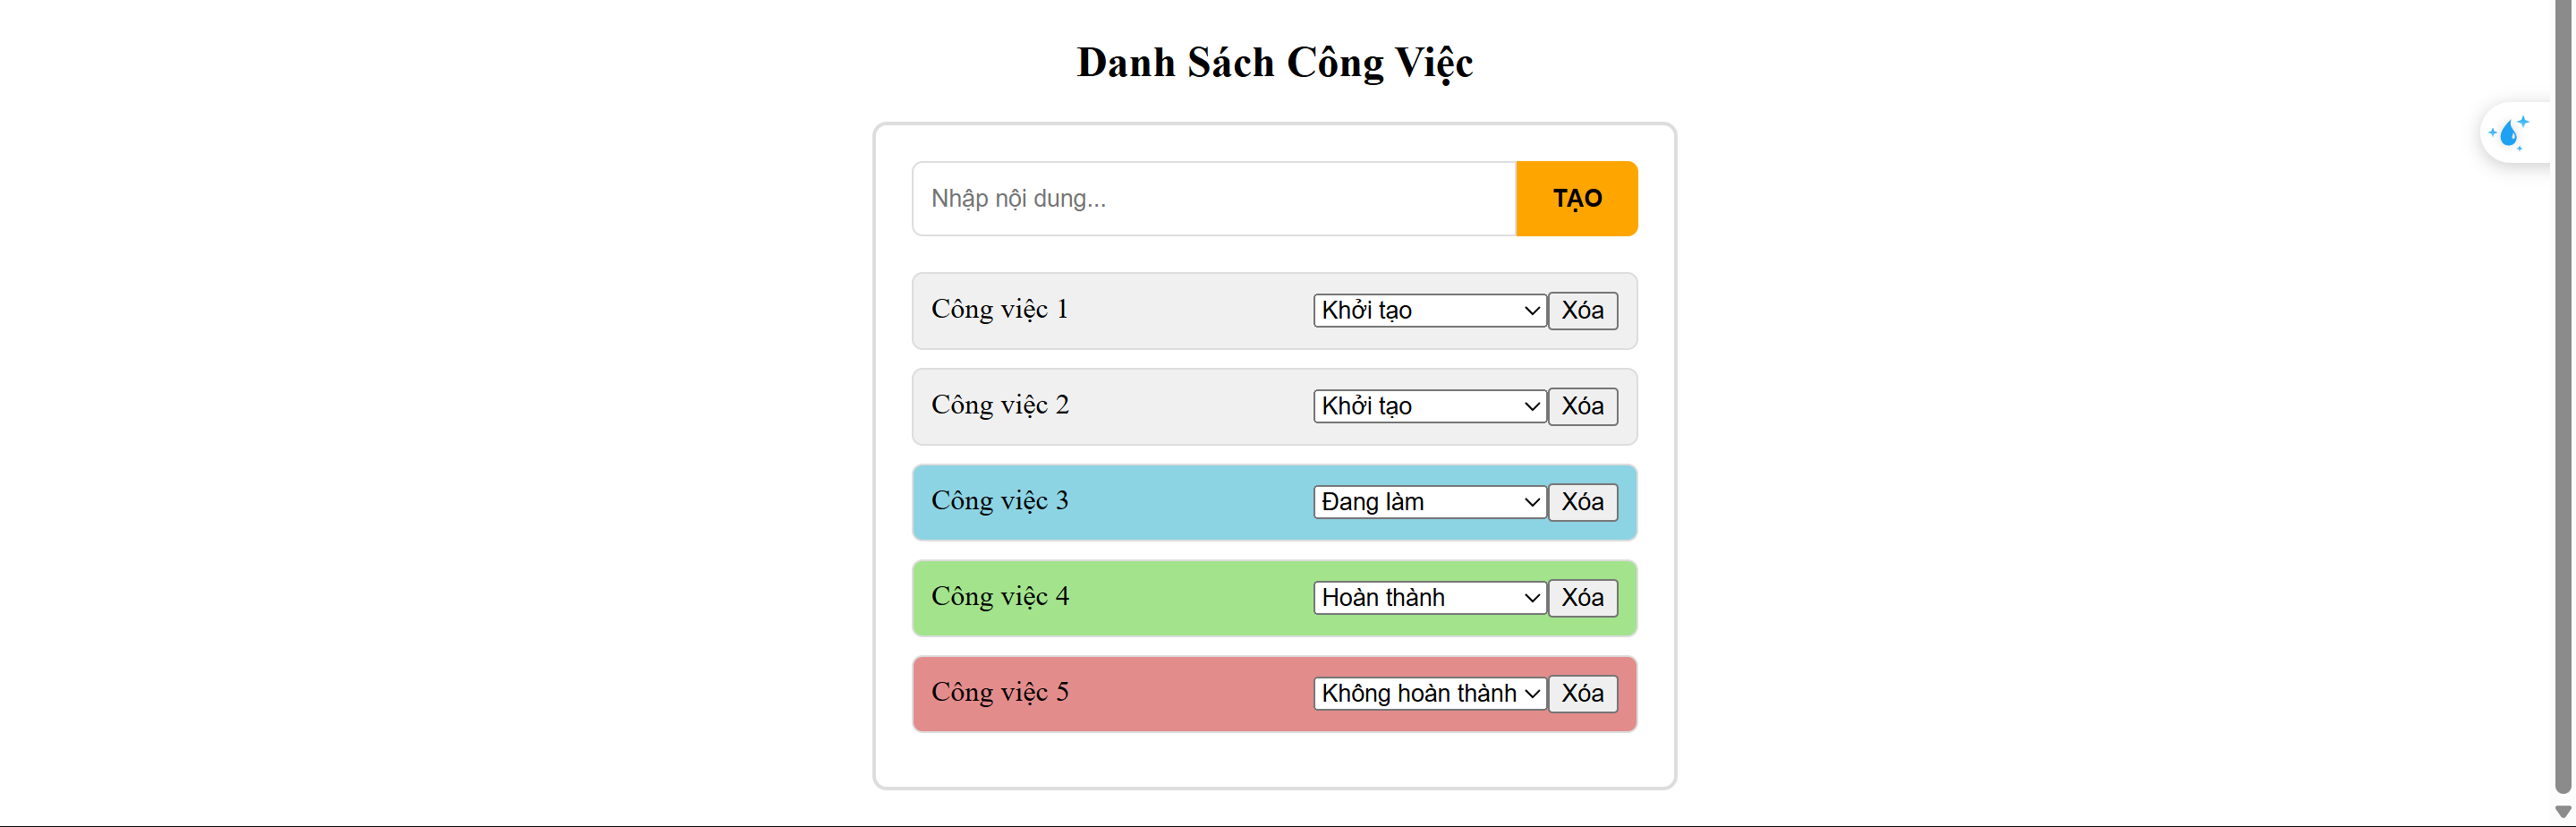 Danh Sách Công Việc
Nhập nội dung...
TẠO
Công việc 1 Khởi tạo Xóa
Công việc 2 Khởi tạo Xóa
Công việc 3 Đang làm Xóa
Công việc 4 Hoàn thành Xóa
Công việc 5 Không hoàn thành Xóa